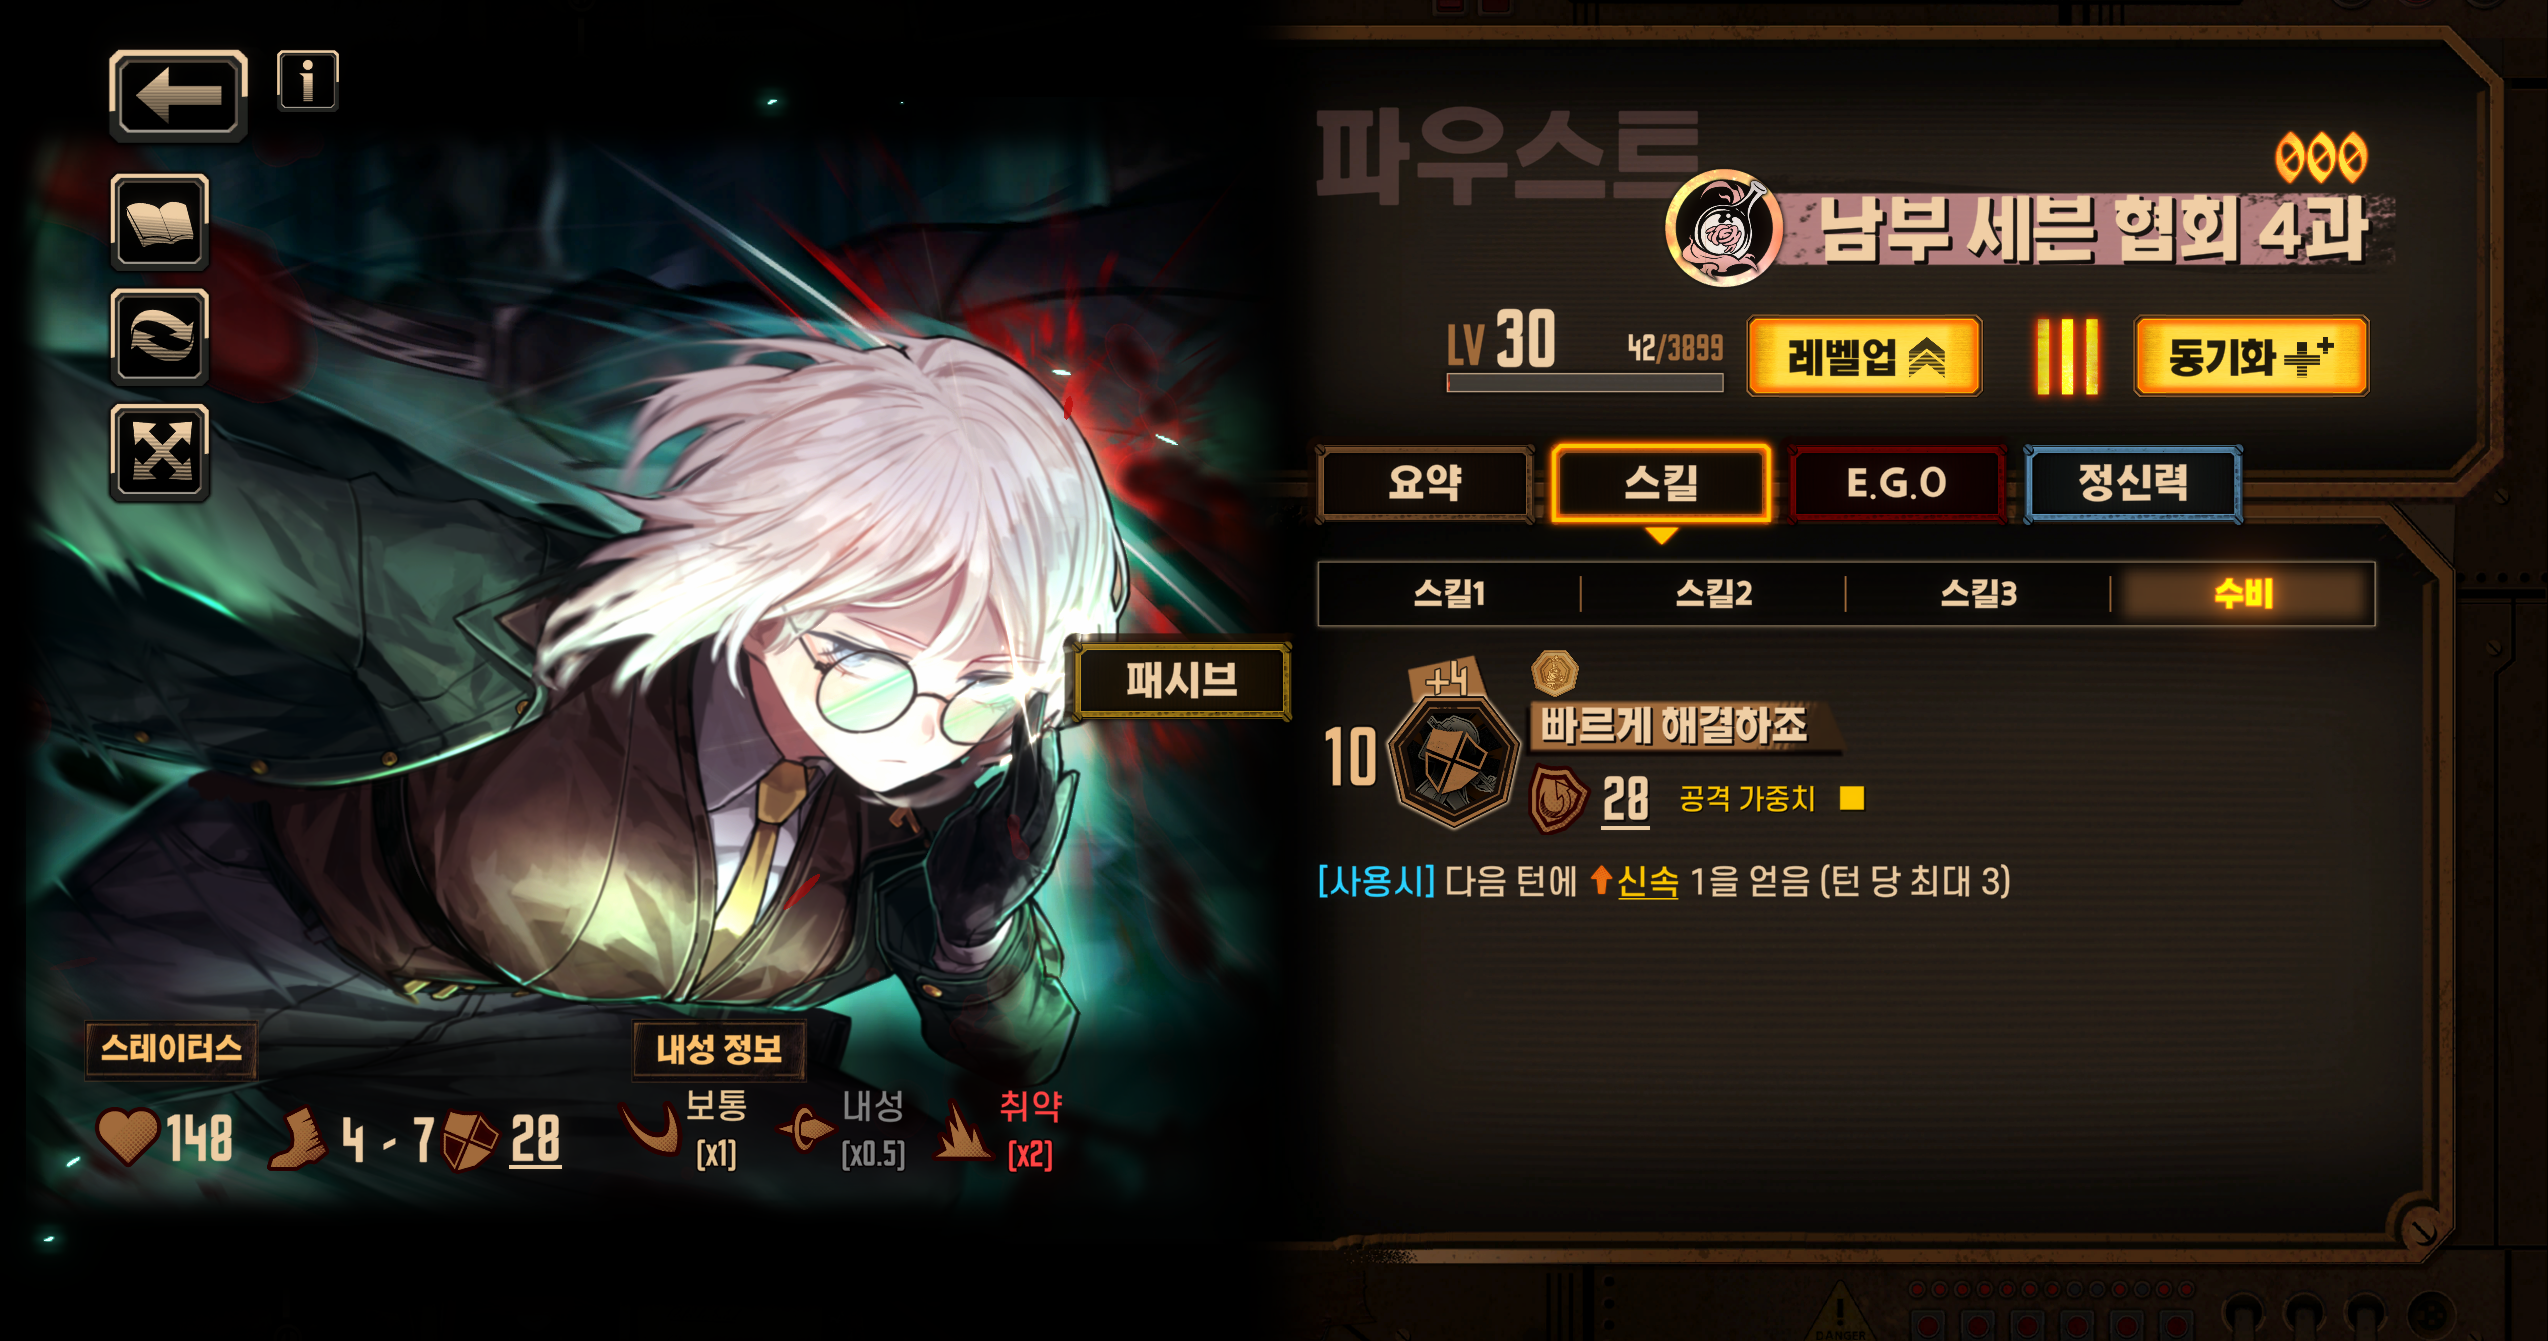 파우스트
000
남부 세븐 협회 4과
LV 30 42/3899 레벨업 동기화
요약 스킬 E.G.O 정신력
스킬1 스킬2 스킬3 수비
패시브
+4
10 빠르게 해결하죠
28 공격 가중치
[사용시] 다음 턴에 신속 1을 얻음 (턴 당 최대 3)
스테이터스 내성 정보
148 4 - 7 28
보통 내성 취약
[x1] [x0.5] [x2]
DANGER